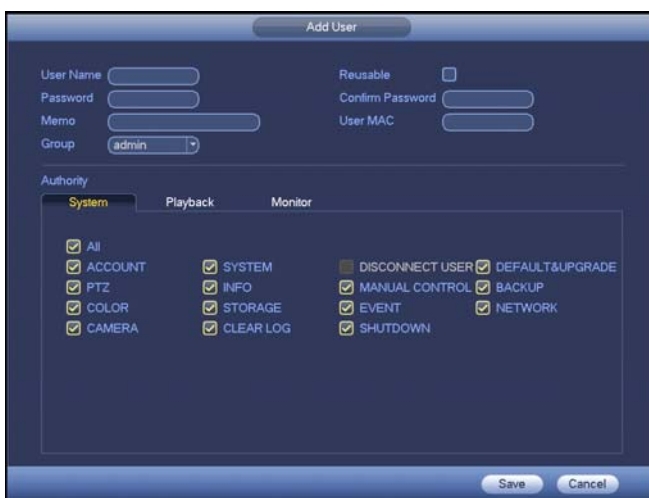 Add User
User Name Reusable
Password Confirm Password
Memo User MAC
Group admin
Authority
System Playback Monitor
All
ACCOUNT SYSTEM DISCONNECT USER DEFAULT&UPGRADE
PTZ INFO MANUAL CONTROL BACKUP
COLOR STORAGE EVENT NETWORK
CAMERA CLEAR LOG SHUTDOWN
Save Cancel